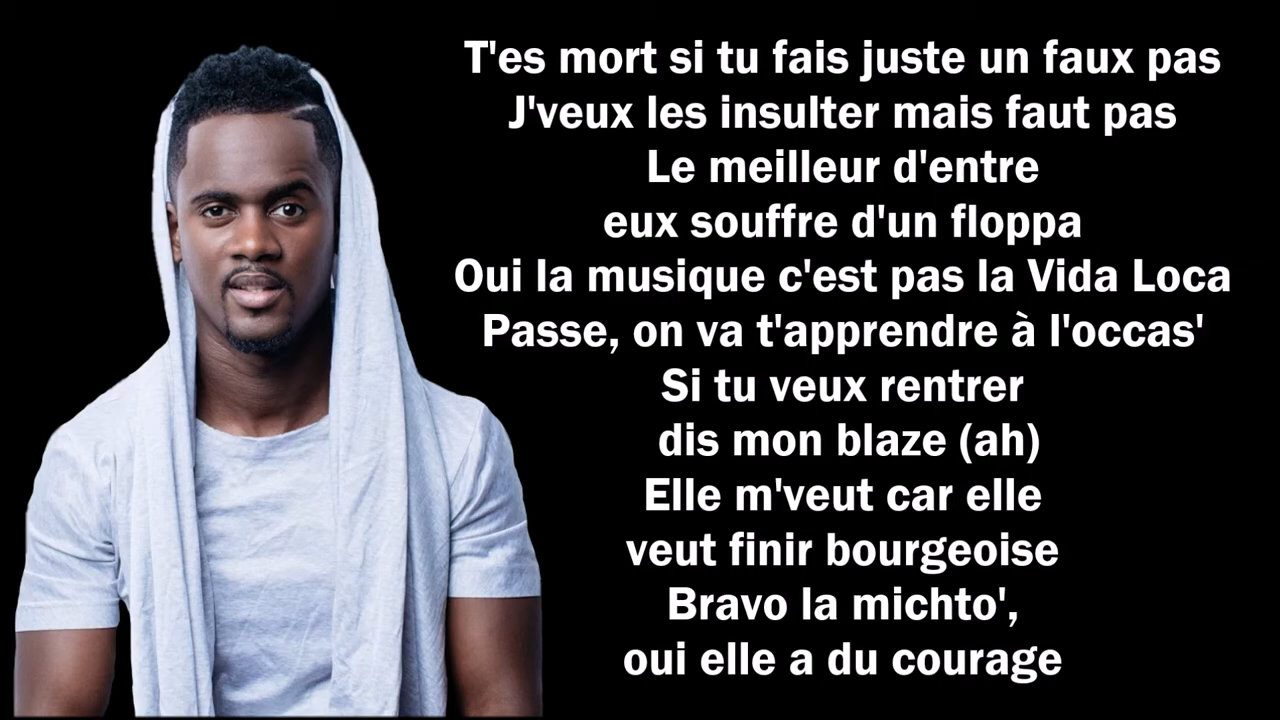 T'es mort si tu fais juste un faux pas
J'veux les insulter mais faut pas
Le meilleur d'entre
eux souffre d'un floppa
Oui la musique c'est pas la Vida Loca
Passe, on va t'apprendre à l'occas'
Si tu veux rentrer
dis mon blaze (ah)
Elle m'veut car elle
veut finir bourgeoise
Bravo la michto',
oui elle a du courage